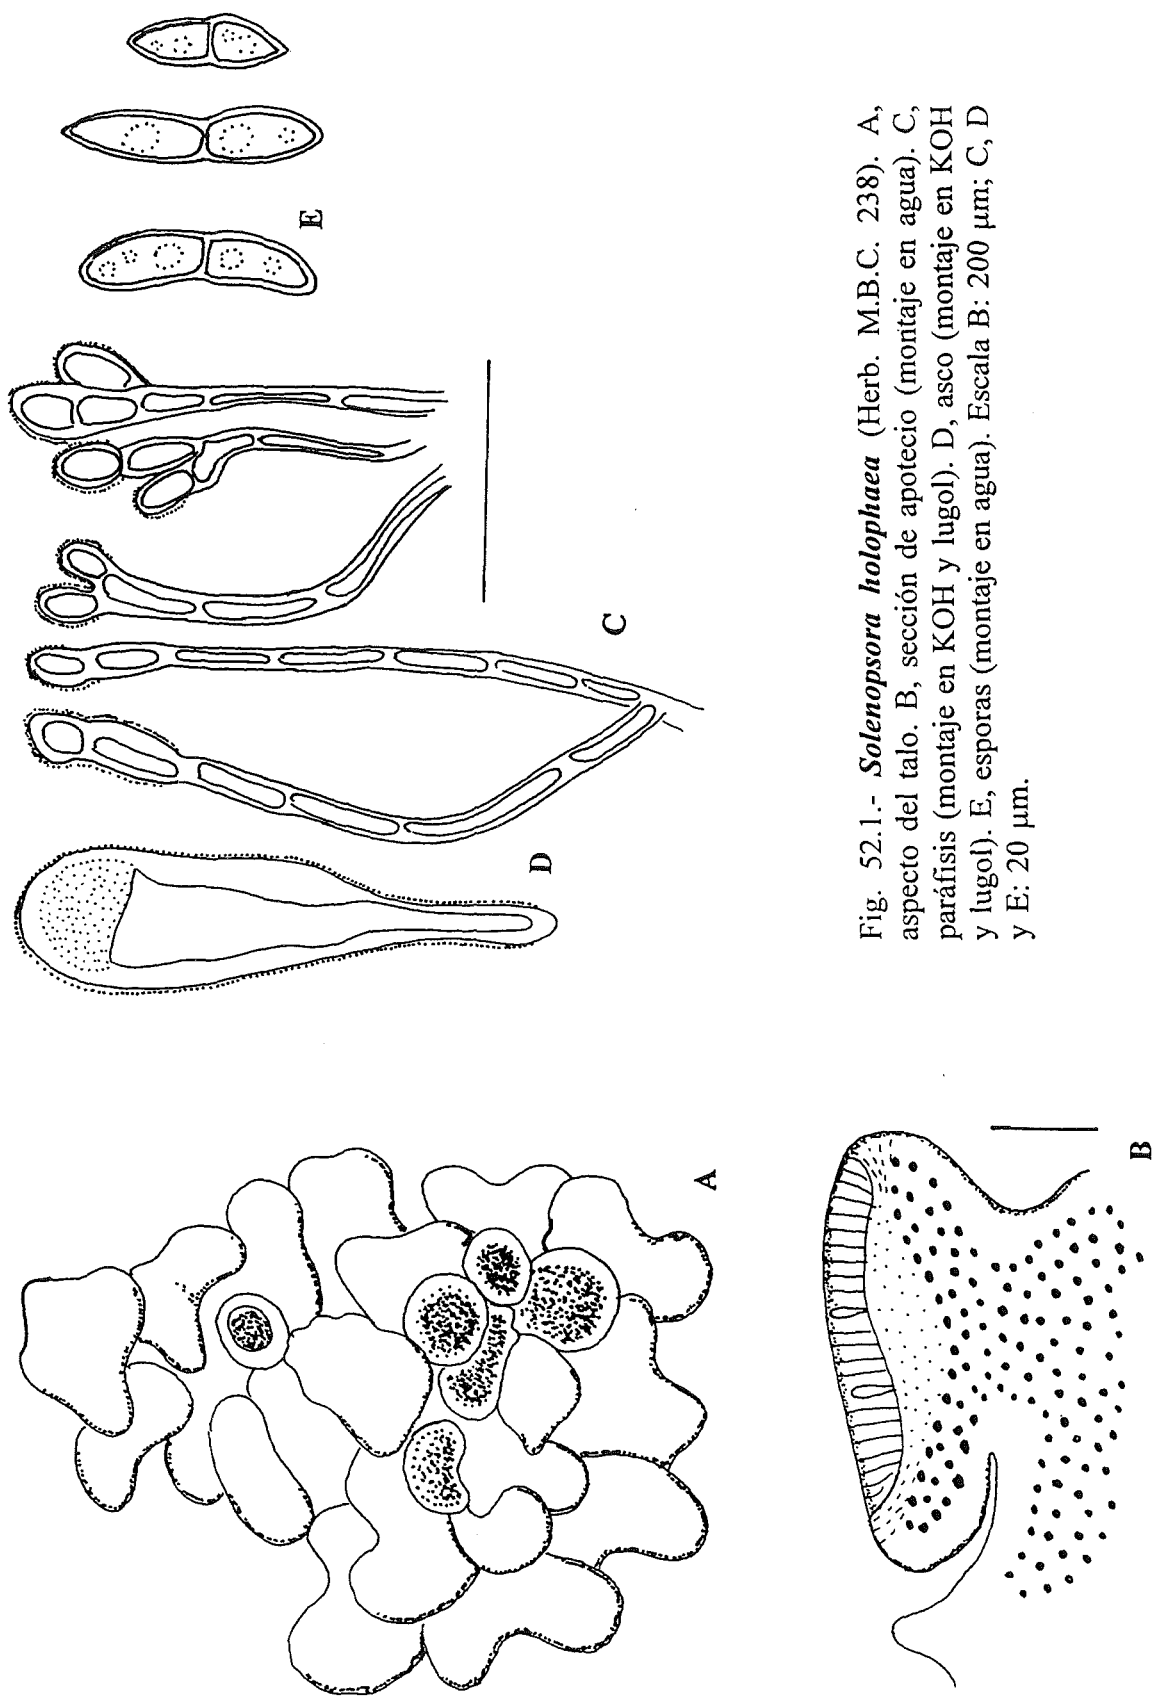 A
B
C
D
E
Fig. 52.1.- Solenopsora holophaea (Herb. M.B.C. 238). A,
aspecto del talo. B, sección de apotecio (montaje en agua). C,
paráfisis (montaje en KOH y lugol). D, asco (montaje en KOH
y lugol). E, esporas (montaje en agua). Escala B: 200 μm; C, D
y E: 20 μm.